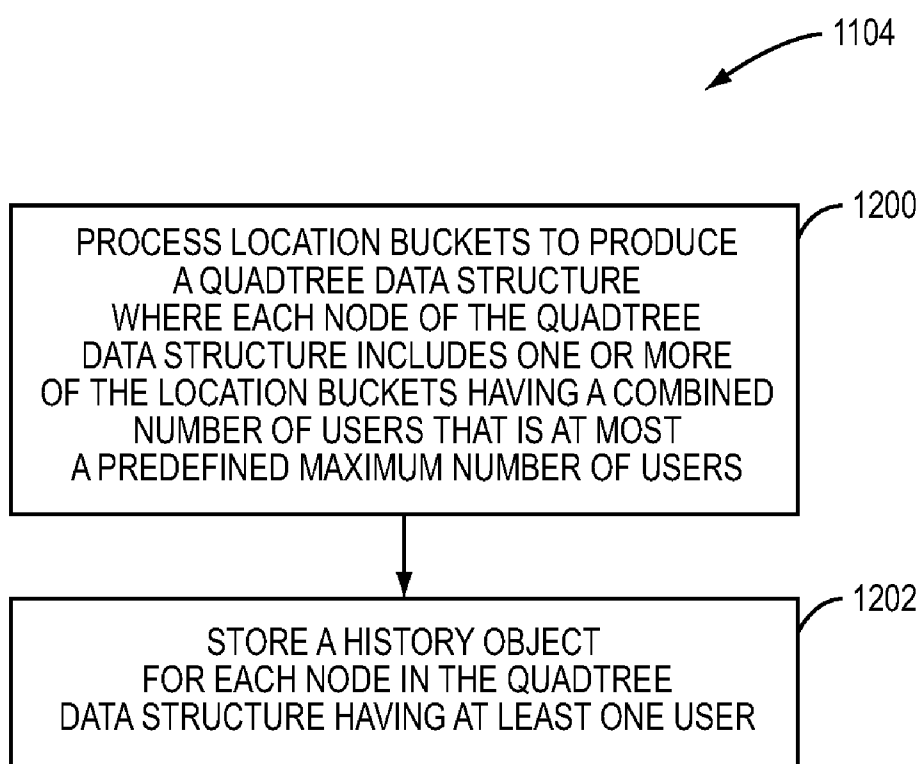 1104
1200
PROCESS LOCATION BUCKETS TO PRODUCE
A QUADTREE DATA STRUCTURE
WHERE EACH NODE OF THE QUADTREE
DATA STRUCTURE INCLUDES ONE OR MORE
OF THE LOCATION BUCKETS HAVING A COMBINED
NUMBER OF USERS THAT IS AT MOST
A PREDEFINED MAXIMUM NUMBER OF USERS
1202
STORE A HISTORY OBJECT
FOR EACH NODE IN THE QUADTREE
DATA STRUCTURE HAVING AT LEAST ONE USER